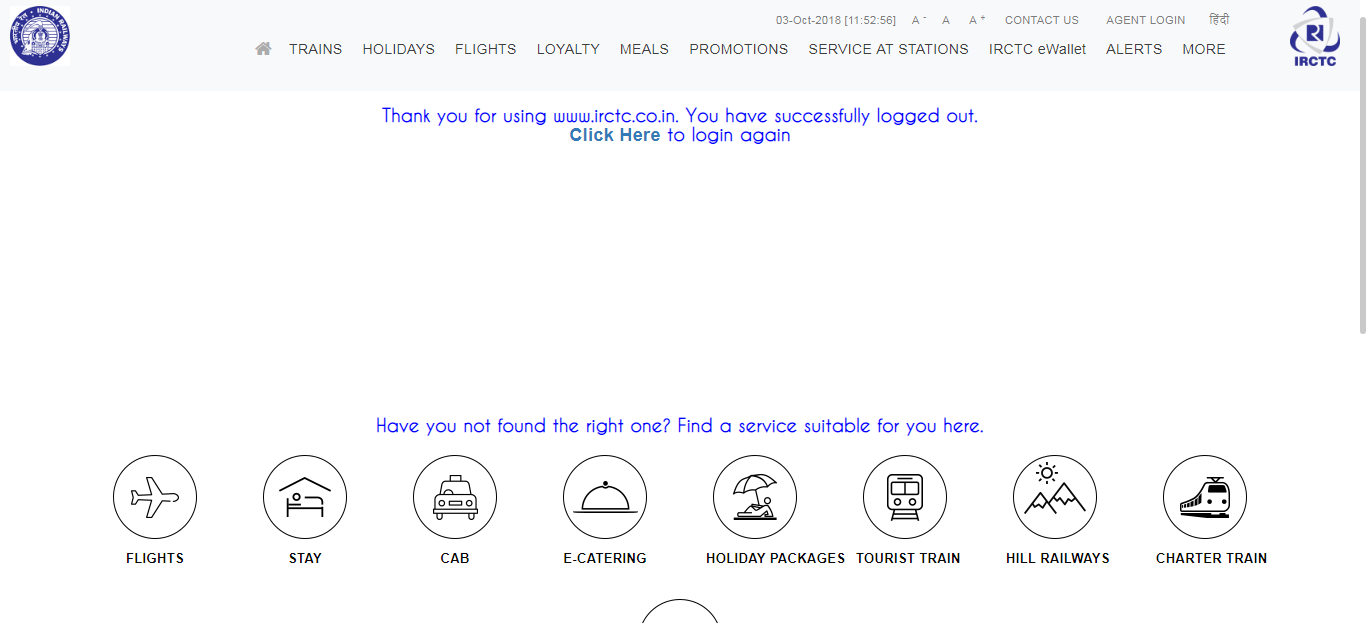 INDIAN RAILWAYS
भारतीय रेल
03-Oct-2018 [11:52:56] A - A A + CONTACT US AGENT LOGIN हिंदी
TRAINS HOLIDAYS FLIGHTS LOYALTY MEALS PROMOTIONS SERVICE AT STATIONS IRCTC eWallet ALERTS MORE
IRCTC
Thank you for using www.irctc.co.in. You have successfully logged out.
Click Here to login again
Have you not found the right one? Find a service suitable for you here.
FLIGHTS STAY CAB E-CATERING HOLIDAY PACKAGES TOURIST TRAIN HILL RAILWAYS CHARTER TRAIN